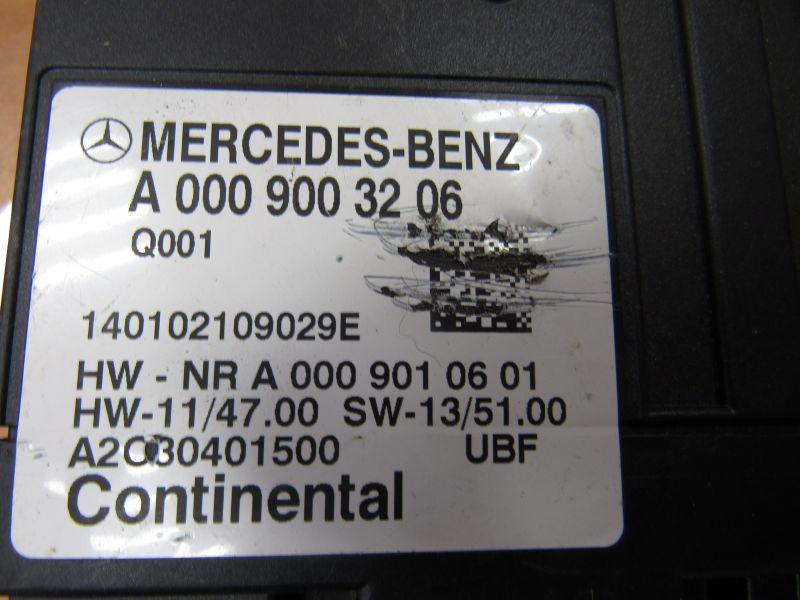 MERCEDES-BENZ
A 000 900 32 06
Q001
140102109029E
HW - NR A 000 901 06 01
HW-11/47.00 SW-13/51.00
A2C30401500 UBF
Continental